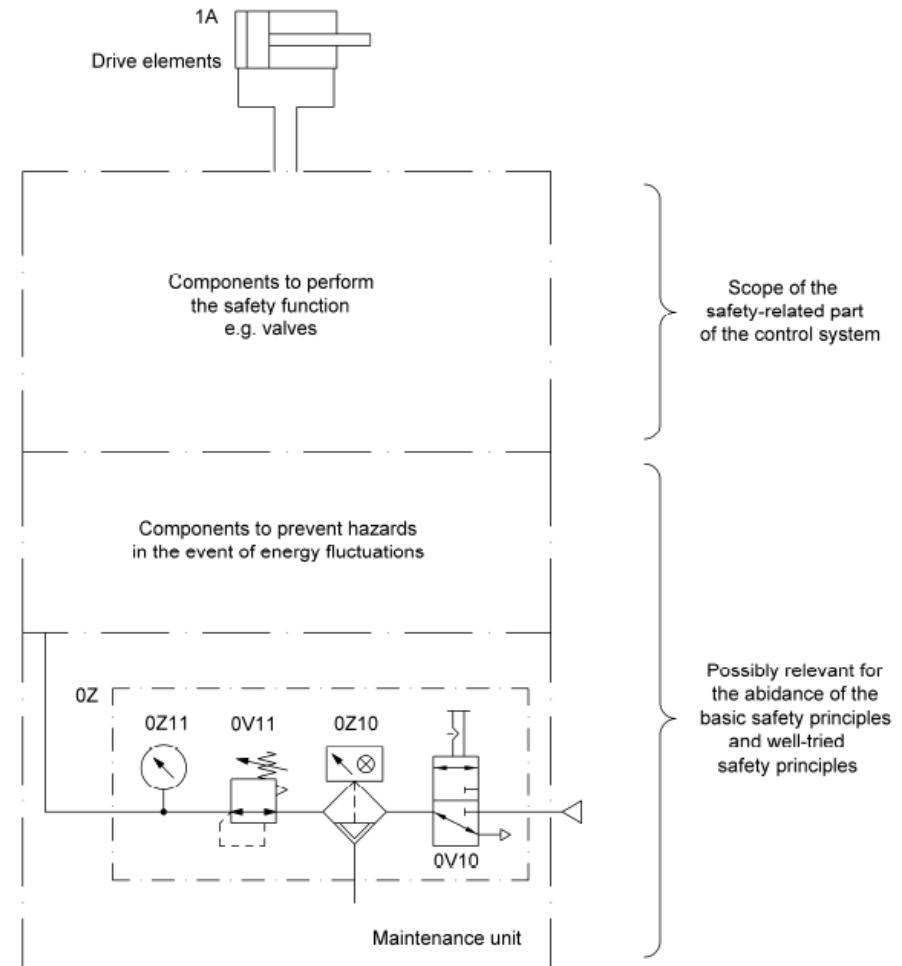 1A
Drive elements
Components to perform
the safety function
e.g. valves
Scope of the
safety-related part
of the control system
Components to prevent hazards
in the event of energy fluctuations
Possibly relevant for
the abidance of the
basic safety principles
and well-tried
safety principles
0Z
0Z11
0V11
0Z10
0V10
Maintenance unit